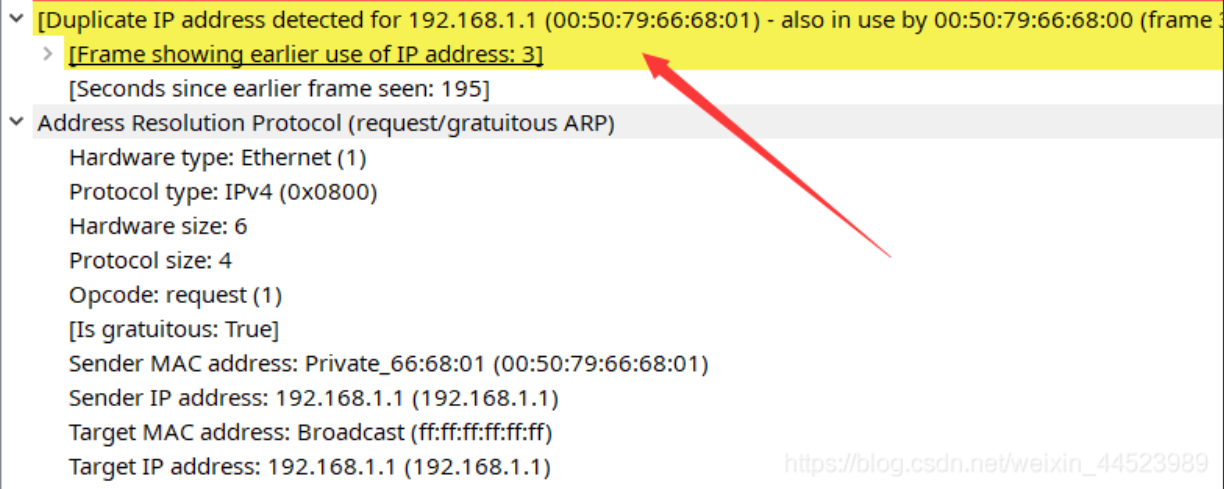 [Duplicate IP address detected for 192.168.1.1 (00:50:79:66:68:01) - also in use by 00:50:79:66:68:00 (frame
[Frame showing earlier use of IP address: 3]
[Seconds since earlier frame seen: 195]
Address Resolution Protocol (request/gratuitous ARP)
Hardware type: Ethernet (1)
Protocol type: IPv4 (0x0800)
Hardware size: 6
Protocol size: 4
Opcode: request (1)
[Is gratuitous: True]
Sender MAC address: Private_66:68:01 (00:50:79:66:68:01)
Sender IP address: 192.168.1.1 (192.168.1.1)
Target MAC address: Broadcast (ff:ff:ff:ff:ff:ff)
Target IP address: 192.168.1.1 (192.168.1.1)
https://blog.csdn.net/weixin_44523989